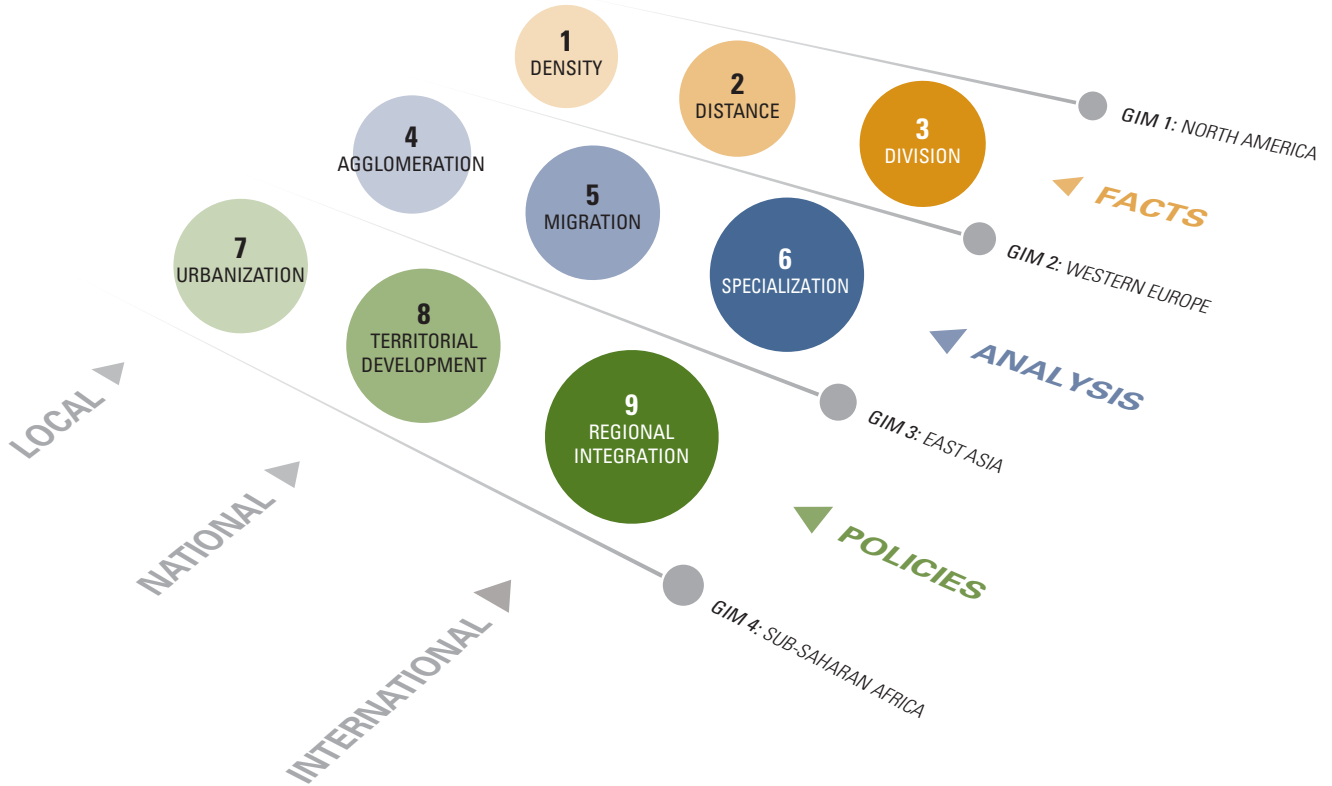 1
DENSITY
2
DISTANCE
3
DIVISION
GIM 1: NORTH AMERICA
FACTS
4
AGGLOMERATION
5
MIGRATION
6
SPECIALIZATION
GIM 2: WESTERN EUROPE
ANALYSIS
7
URBANIZATION
8
TERRITORIAL
DEVELOPMENT
9
REGIONAL
INTEGRATION
GIM 3: EAST ASIA
POLICIES
GIM 4: SUB-SAHARAN AFRICA
LOCAL
NATIONAL
INTERNATIONAL